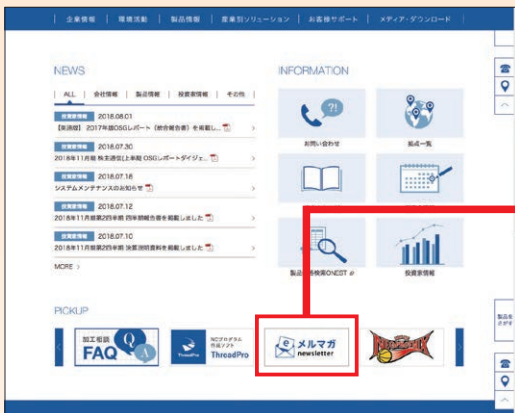 企業情報 | 環境活動 | 製品情報 | 産業別ソリューション | お客様サポート | メディア・ダウンロード
NEWS
ALL | 会社情報 | 製品情報 | 投資家情報 | その他
投資家情報 2018.08.01
【英語版】 2017年度OSGレポート（統合報告書）を掲載し...
投資家情報 2018.07.30
2018年11月期 株主通信(上半期 OSGレポートダイジェ...
投資家情報 2018.07.18
システムメンテナンスのお知らせ
投資家情報 2018.07.12
2018年11月期第2四半期 四半期報告書を掲載しました
投資家情報 2018.07.10
2018年11月期第2四半期 決算説明資料を掲載しました
MORE >
INFORMATION
お問い合わせ
拠点一覧
ONEST
投資家情報
PICKUP
加工相談
FAQ
Q
A
ThreadPro
NCプログラム
作成ソフト
ThreadPro
メルマガ
newsletter
製品を
さがす